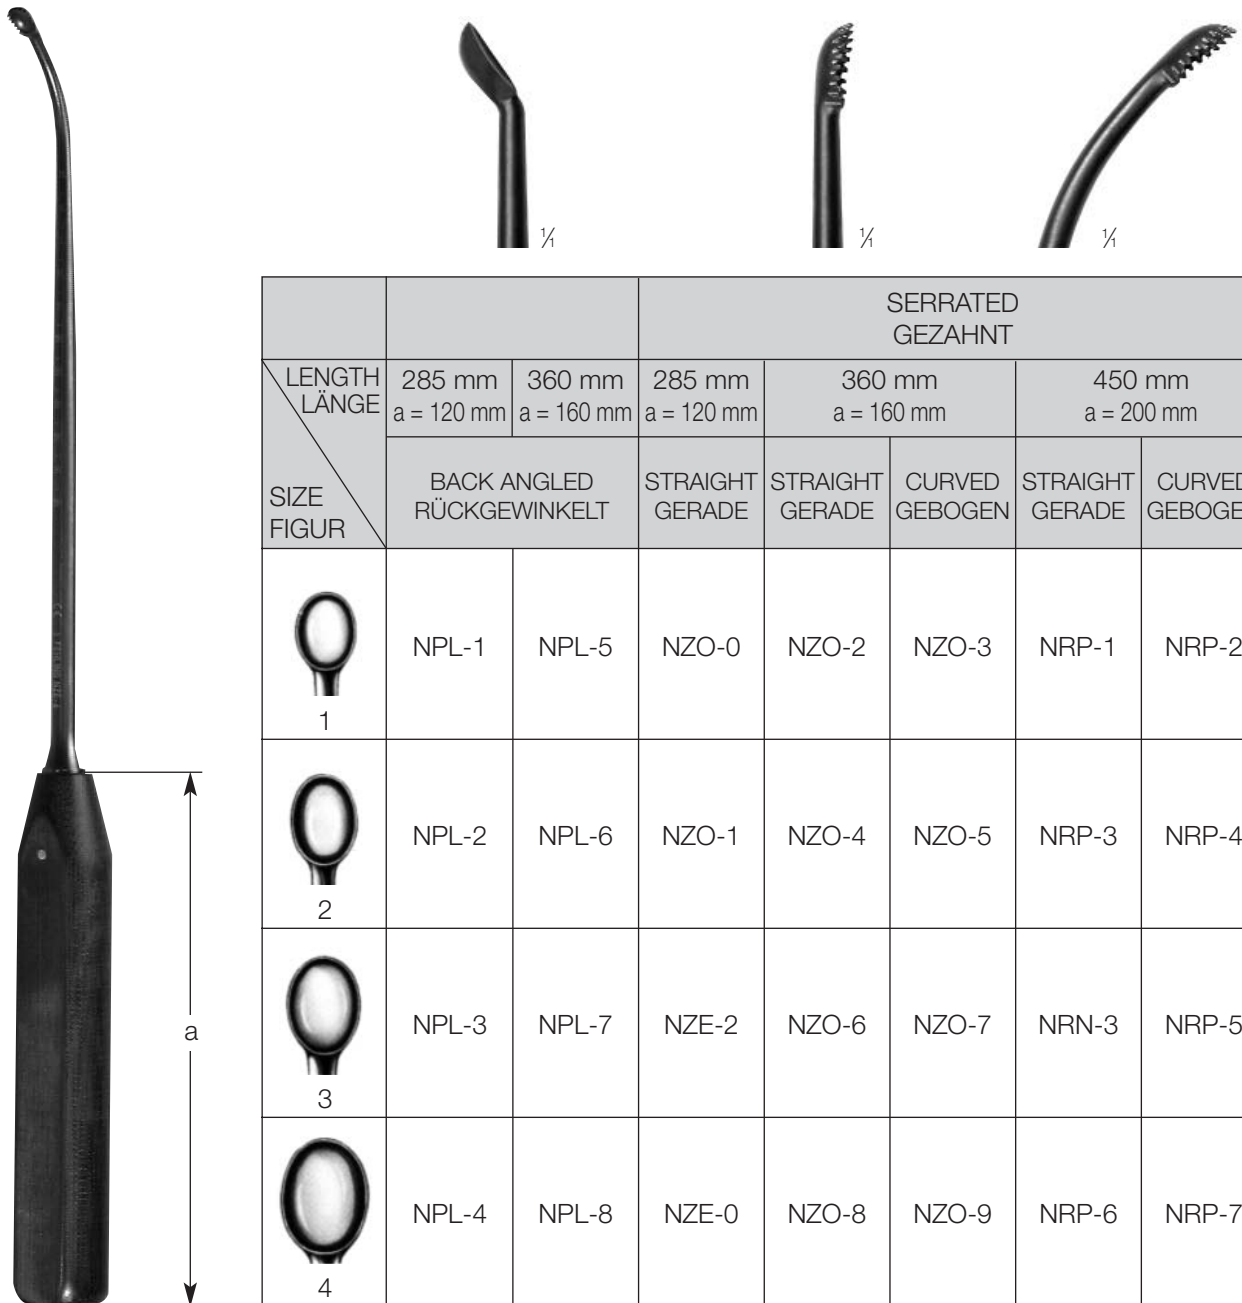 ⅟₁ ⅟₁ ⅟₁
SERRATED
GEZAHNT
LENGTH
LÄNGE
285 mm 360 mm 285 mm 360 mm 450 mm
a = 120 mm a = 160 mm a = 120 mm a = 160 mm a = 200 mm
SIZE
FIGUR
BACK ANGLED STRAIGHT STRAIGHT CURVED STRAIGHT CURVED
RÜCKGEWINKELT GERADE GERADE GEBOGEN GERADE GEBOGE
NPL-1 NPL-5 NZO-0 NZO-2 NZO-3 NRP-1 NRP-2
1
NPL-2 NPL-6 NZO-1 NZO-4 NZO-5 NRP-3 NRP-4
2
a
NPL-3 NPL-7 NZE-2 NZO-6 NZO-7 NRN-3 NRP-5
3
NPL-4 NPL-8 NZE-0 NZO-8 NZO-9 NRP-6 NRP-7
4